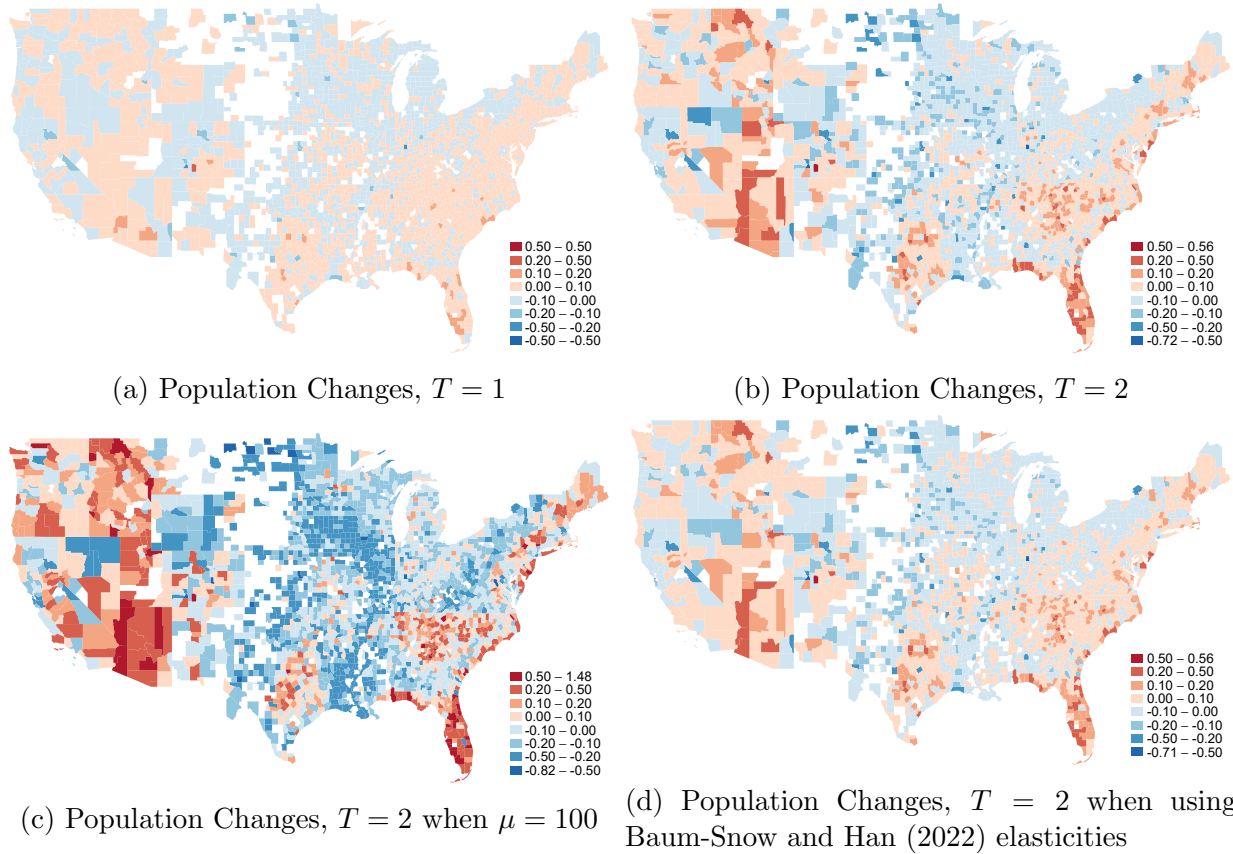 0.50 – 0.50
0.20 – 0.50
0.10 – 0.20
0.00 – 0.10
-0.10 – 0.00
-0.20 – -0.10
-0.50 – -0.20
-0.50 – -0.50
(a) Population Changes, T = 1
0.50 – 0.56
0.20 – 0.50
0.10 – 0.20
0.00 – 0.10
-0.10 – 0.00
-0.20 – -0.10
-0.50 – -0.20
-0.72 – -0.50
(b) Population Changes, T = 2
0.50 – 1.48
0.20 – 0.50
0.10 – 0.20
0.00 – 0.10
-0.10 – 0.00
-0.20 – -0.10
-0.50 – -0.20
-0.82 – -0.50
(c) Population Changes, T = 2 when μ = 100
0.50 – 0.56
0.20 – 0.50
0.10 – 0.20
0.00 – 0.10
-0.10 – 0.00
-0.20 – -0.10
-0.50 – -0.20
-0.71 – -0.50
(d) Population Changes, T = 2 when using
Baum-Snow and Han (2022) elasticities